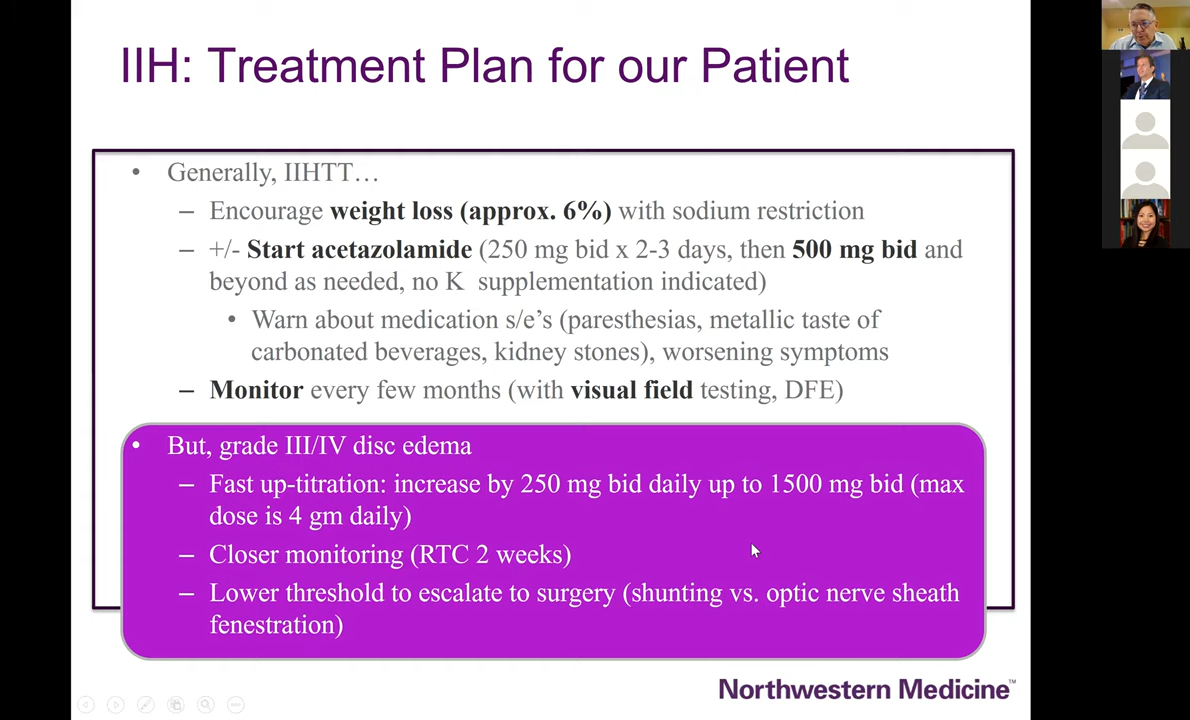 IIH: Treatment Plan for our Patient
• Generally, IIHTT…
– Encourage weight loss (approx. 6%) with sodium restriction
– +/- Start acetazolamide (250 mg bid x 2-3 days, then 500 mg bid and
beyond as needed, no K supplementation indicated)
• Warn about medication s/e’s (paresthesias, metallic taste of
carbonated beverages, kidney stones), worsening symptoms
– Monitor every few months (with visual field testing, DFE)
• But, grade III/IV disc edema
– Fast up-titration: increase by 250 mg bid daily up to 1500 mg bid (max
dose is 4 gm daily)
– Closer monitoring (RTC 2 weeks)
– Lower threshold to escalate to surgery (shunting vs. optic nerve sheath
fenestration)
Northwestern Medicine™